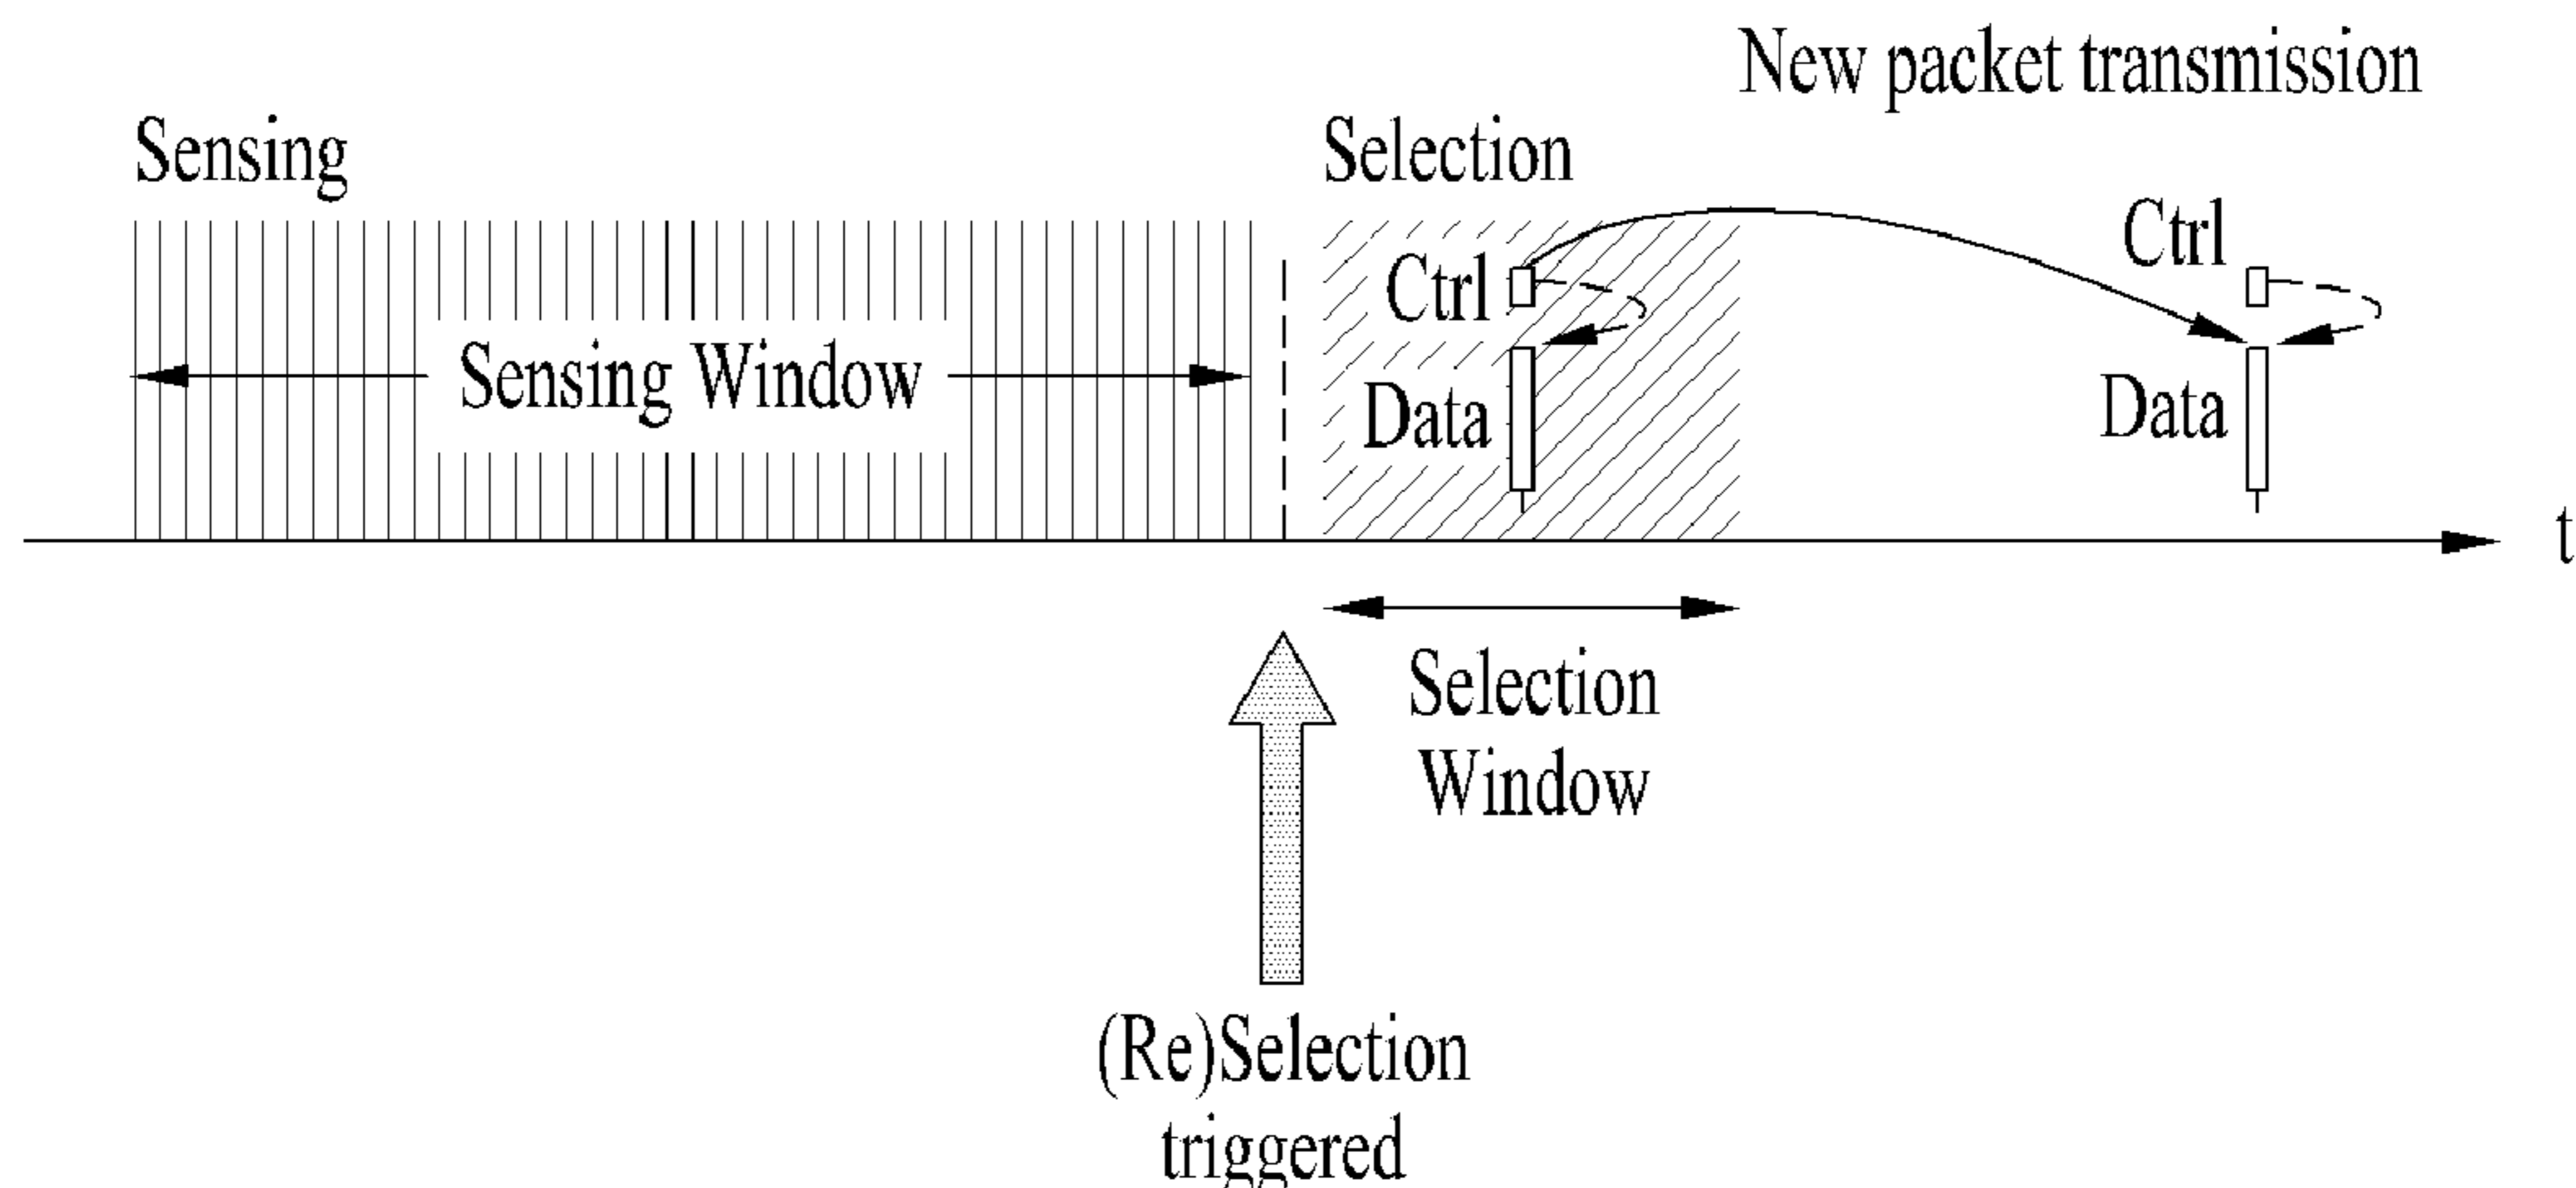 New packet transmission
Sensing
Selection
Ctrl
Ctrl
Sensing Window
Data
Data
t
Selection
Window
(Re)Selection
triggered